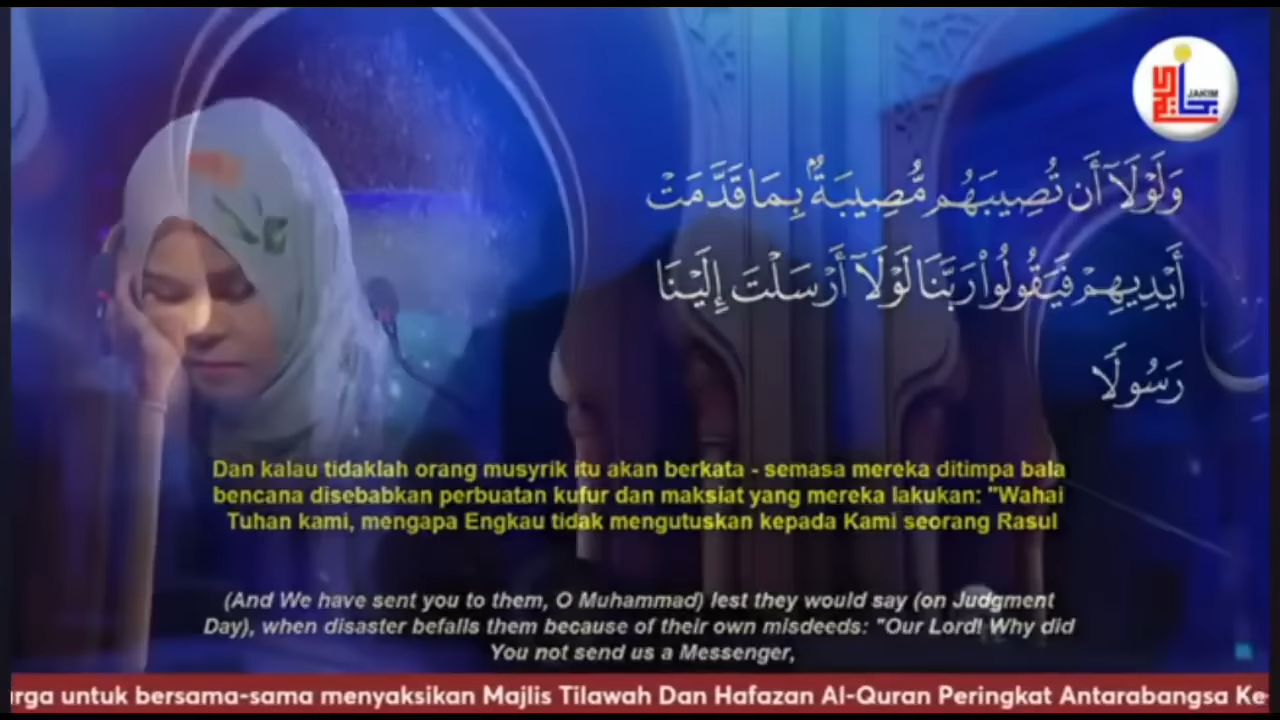 JAKIM
وَلَوْلَآ أَن تُصِيبَهُم مُّصِيبَةٌۢ بِمَا قَدَّمَتْ
أَيْدِيهِمْ فَيَقُولُوا۟ رَبَّنَا لَوْلَآ أَرْسَلْتَ إِلَيْنَا
رَسُولًا
Dan kalau tidaklah orang musyrik itu akan berkata - semasa mereka ditimpa bala
bencana disebabkan perbuatan kufur dan maksiat yang mereka lakukan: "Wahai
Tuhan kami, mengapa Engkau tidak mengutuskan kepada Kami seorang Rasul
(And We have sent you to them, O Muhammad) lest they would say (on Judgment
Day), when disaster befalls them because of their own misdeeds: "Our Lord! Why did
You not send us a Messenger,
arga untuk bersama-sama menyaksikan Majlis Tilawah Dan Hafazan Al-Quran Peringkat Antarabangsa Ke-